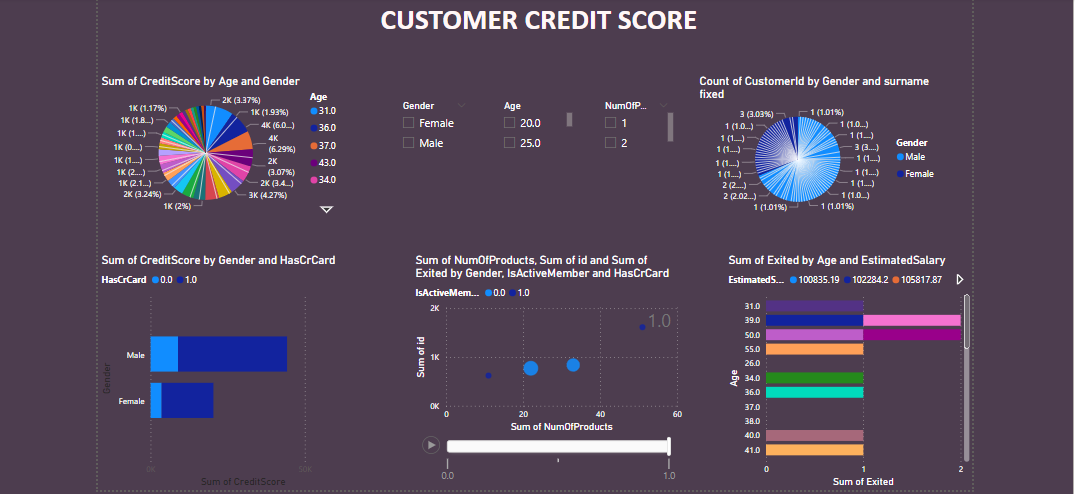 CUSTOMER CREDIT SCORE
Sum of CreditScore by Age and Gender
2K (3.37%)
1K (1.93%)
4K (6.0...)
4K
(6.29%)
2K
(3.07%)
2K (3.4...)
3K (4.27%)
1K (2%)
2K (3.24%)
1K (2.1...)
1K (2...)
1K (1...)
1K (0...)
1K (1...)
1K (1.8...)
1K (1.17%)
Age
31.0
36.0
37.0
43.0
34.0
Gender
Female
Male
Age
20.0
25.0
NumOfP...
1
2
Count of CustomerId by Gender and surname
fixed
1 (1.01%)
1 (1.0...)
1 (1....)
3 (3....)
1 (1....)
1 (1....)
1 (1....)
1 (1.0...)
1 (1.01%)
1 (1.01%)
2 (2.02...)
2 (2....)
1 (1....)
1 (1....)
1 (1....)
1 (1.0...)
3 (3.03%)
Gender
Male
Female
Sum of CreditScore by Gender and HasCrCard
HasCrCard 0.0 1.0
Gender
Male
Female
0K 50K
Sum of CreditScore
Sum of NumOfProducts, Sum of id and Sum of
Exited by Gender, IsActiveMember and HasCrCard
IsActiveMem... 0.0 1.0
Sum of id
2K
1K
0K
1.0
0 20 40 60
Sum of NumOfProducts
0.0 1.0
Sum of Exited by Age and EstimatedSalary
EstimatedS... 100835.19 102284.2 105817.87
Age
31.0
39.0
50.0
55.0
26.0
34.0
36.0
37.0
38.0
40.0
41.0
0 1 2
Sum of Exited